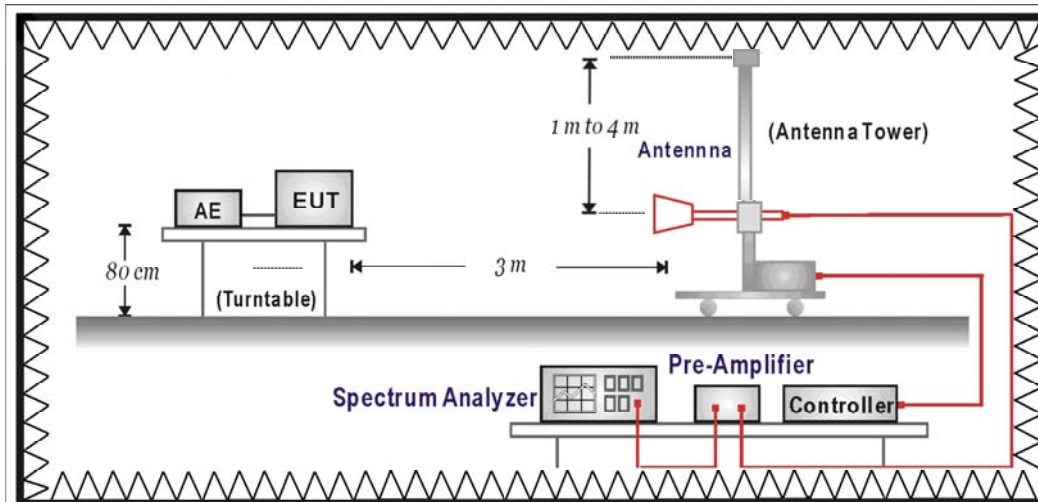 1 m to 4 m
(Antenna Tower)
Antennna
AE
EUT
80 cm
3 m
(Turntable)
Pre-Amplifier
Spectrum Analyzer
Controller